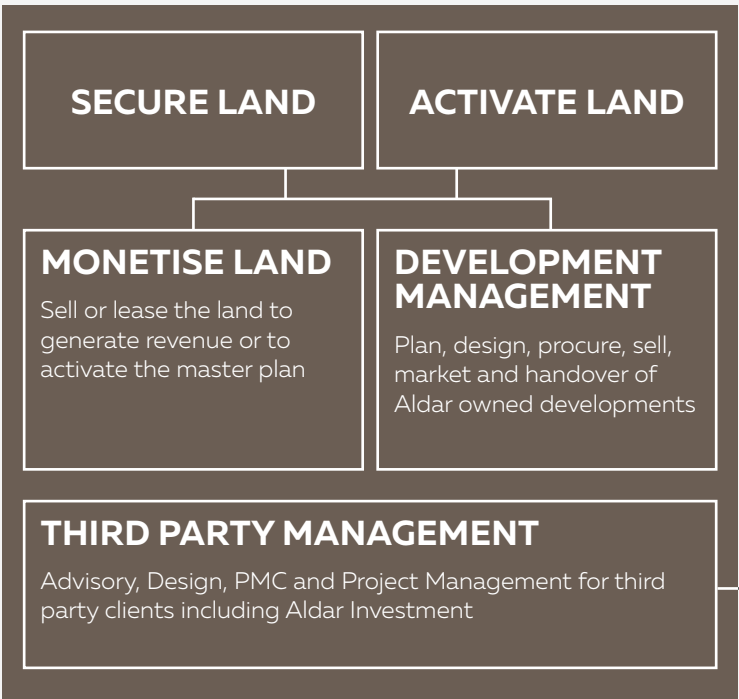 SECURE LAND
ACTIVATE LAND
MONETISE LAND
Sell or lease the land to
generate revenue or to
activate the master plan
DEVELOPMENT
MANAGEMENT
Plan, design, procure, sell,
market and handover of
Aldar owned developments
THIRD PARTY MANAGEMENT
Advisory, Design, PMC and Project Management for third
party clients including Aldar Investment